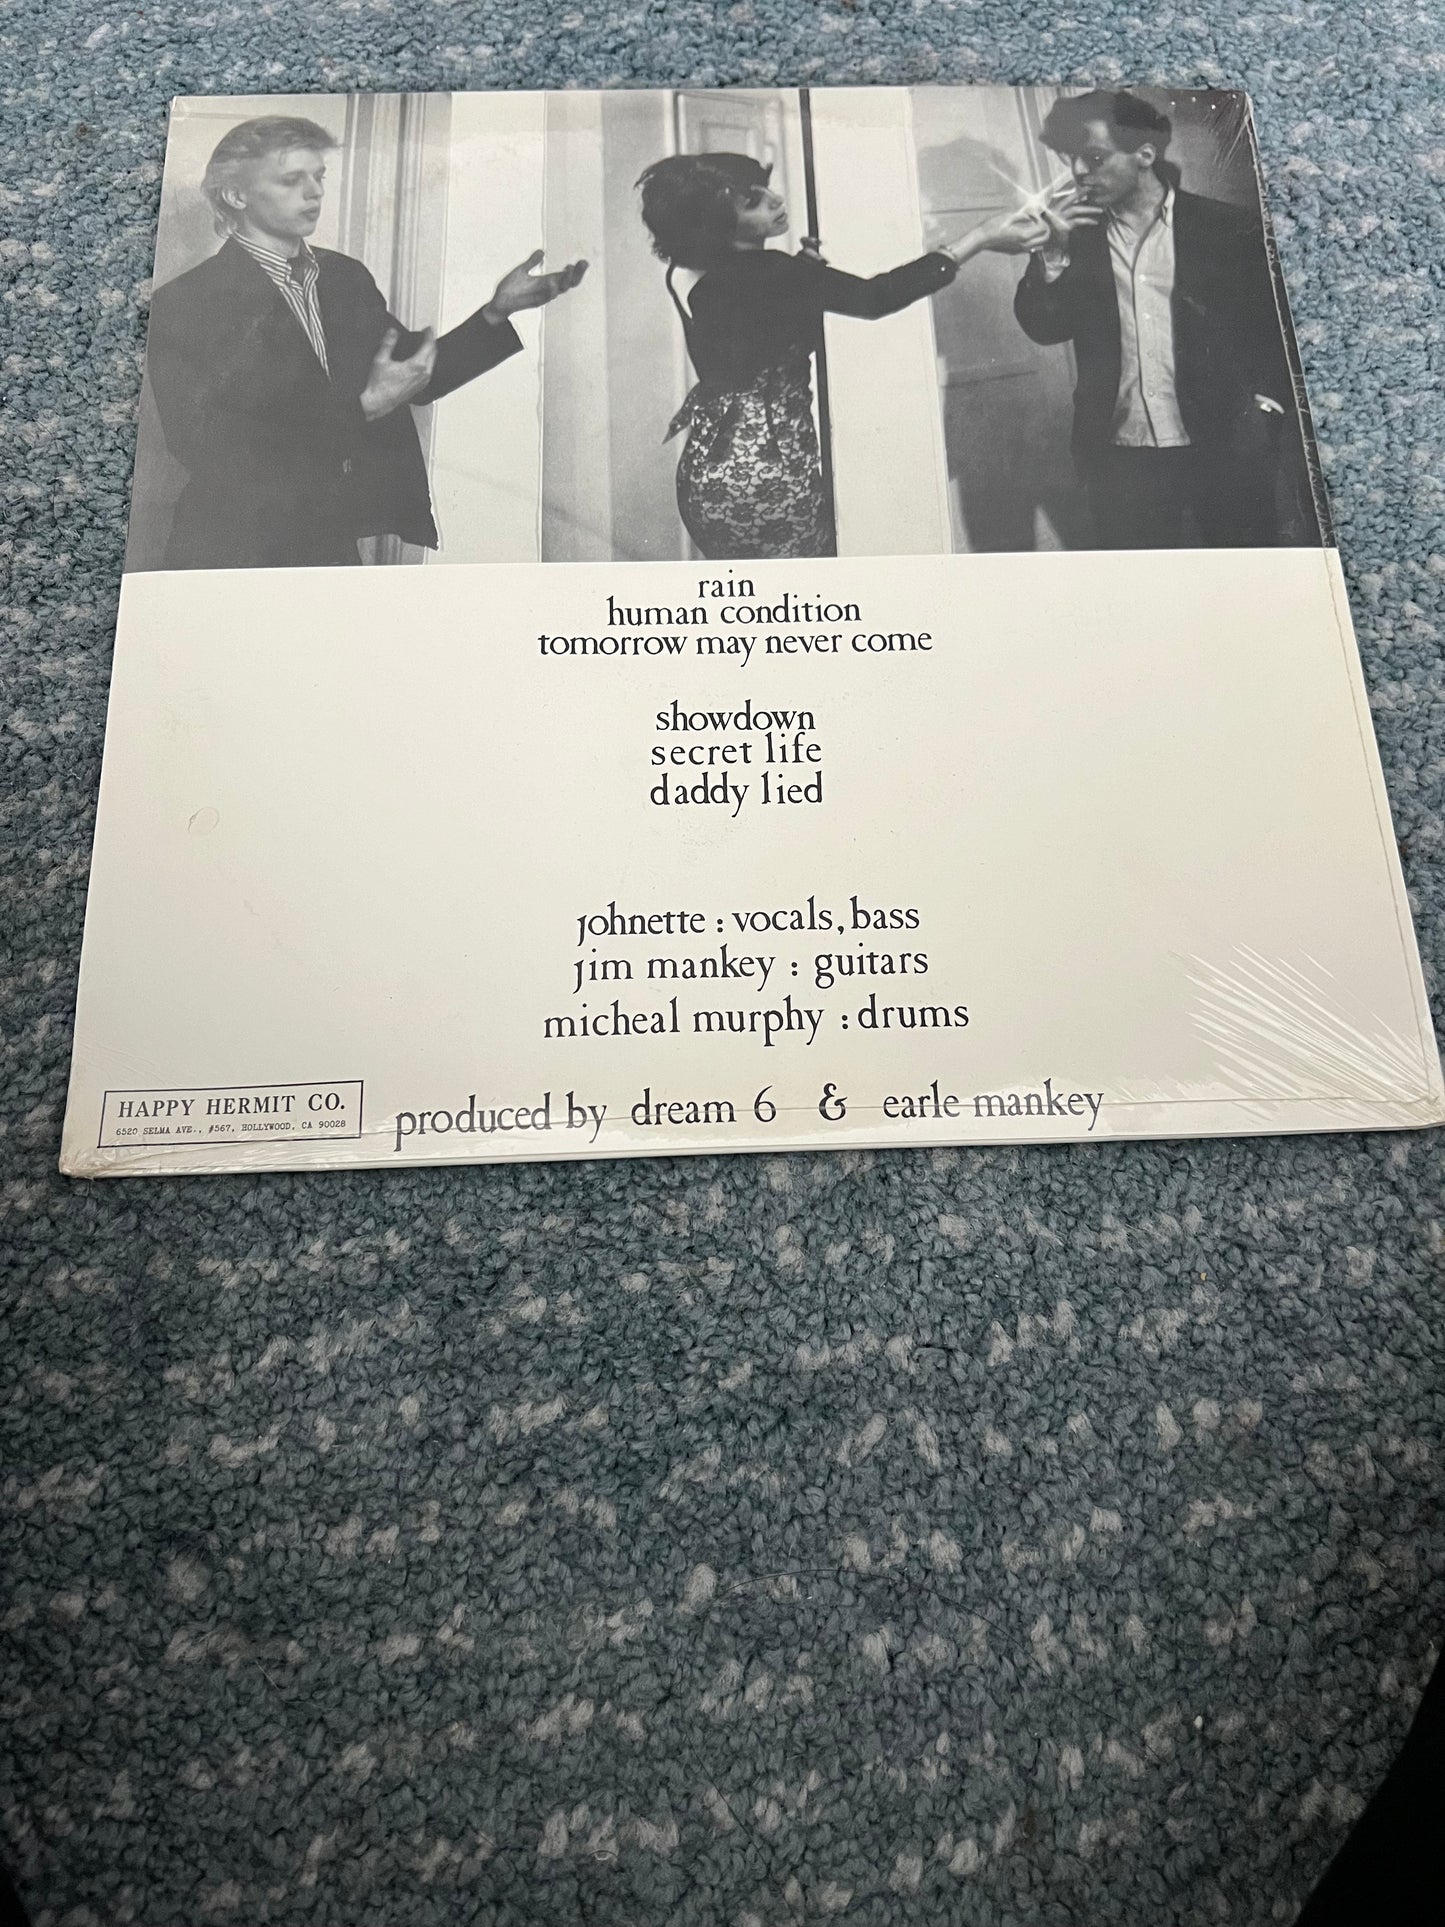 rain
human condition
tomorrow may never come
showdown
secret life
daddy lied
johnette : vocals, bass
jim mankey : guitars
micheal murphy : drums
HAPPY HERMIT CO.
6520 SELMA AVE., #567, HOLLYWOOD, CA 90028
produced by dream 6 & earle mankey